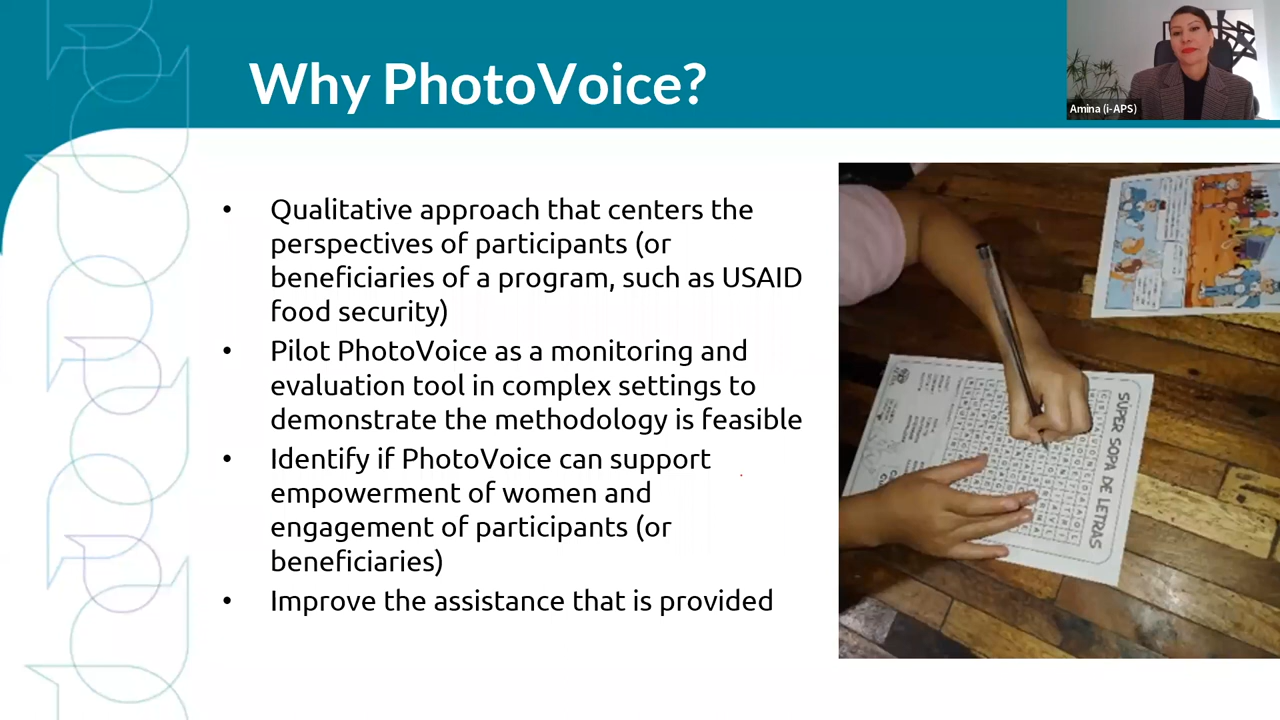 Why PhotoVoice?
Amina (i-APS)
• Qualitative approach that centers the
perspectives of participants (or
beneficiaries of a program, such as USAID
food security)
• Pilot PhotoVoice as a monitoring and
evaluation tool in complex settings to
demonstrate the methodology is feasible
• Identify if PhotoVoice can support
empowerment of women and
engagement of participants (or
beneficiaries)
• Improve the assistance that is provided
SUPER SOPA DE LETRAS